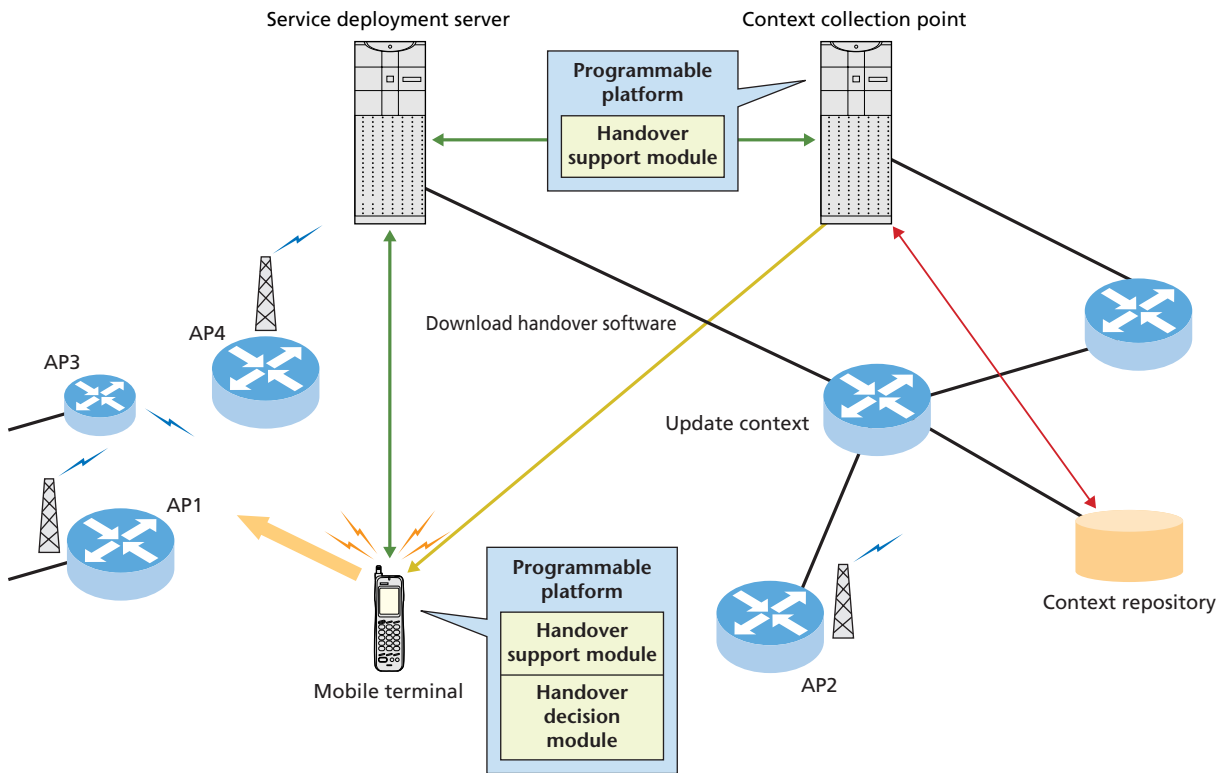 Service deployment server
Context collection point
Programmable
platform
Handover
support module
Download handover software
AP4
AP3
Update context
AP1
Programmable
platform
Handover
support module
Handover
decision
module
Mobile terminal
AP2
Context repository